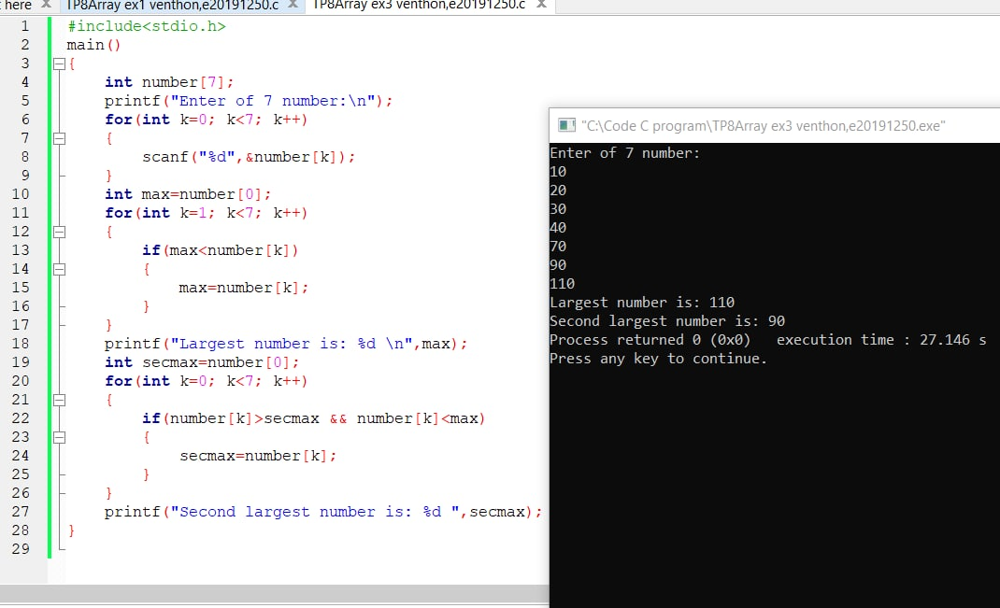 t here TP8Array ex1 venthon,e20191250.c TP8Array ex3 venthon,e20191250.c
1 #include<stdio.h>
2 main()
3 {
4 int number[7];
5 printf("Enter of 7 number:\n");
6 for(int k=0; k<7; k++)
7 {
8 scanf("%d",&number[k]);
9 }
10 int max=number[0];
11 for(int k=1; k<7; k++)
12 {
13 if(max<number[k])
14 {
15 max=number[k];
16 }
17 }
18 printf("Largest number is: %d \n",max);
19 int secmax=number[0];
20 for(int k=0; k<7; k++)
21 {
22 if(number[k]>secmax && number[k]<max)
23 {
24 secmax=number[k];
25 }
26 }
27 printf("Second largest number is: %d ",secmax);
28 }
29
"C:\Code C program\TP8Array ex3 venthon,e20191250.exe"
Enter of 7 number:
10
20
30
40
70
90
110
Largest number is: 110
Second largest number is: 90
Process returned 0 (0x0) execution time : 27.146 s
Press any key to continue.